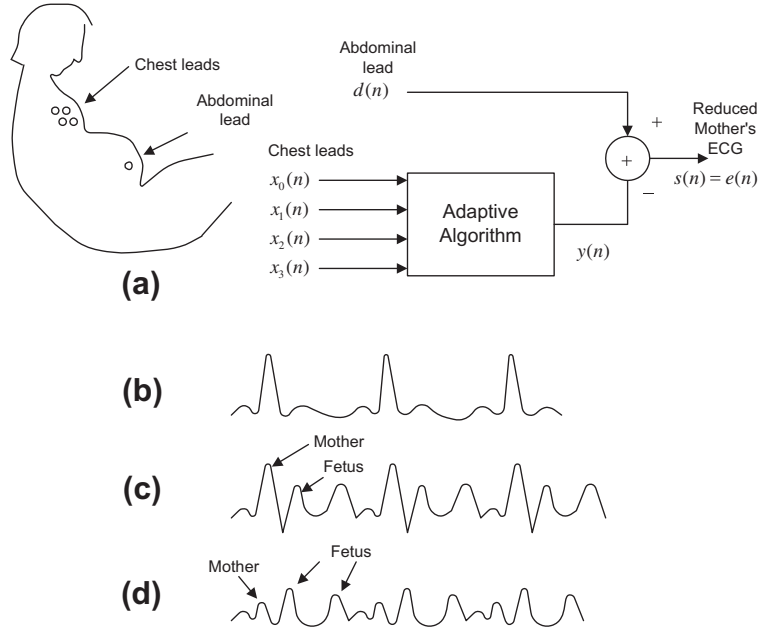 Chest leads
Abdominal
lead
(a)
Abdominal
lead
d(n)
Chest leads
x₀(n)
x₁(n)
x₂(n)
x₃(n)
Adaptive
Algorithm
y(n)
+
+
−
Reduced
Mother's
ECG
s(n) = e(n)
(b)
(c)
Mother
Fetus
(d)
Mother
Fetus